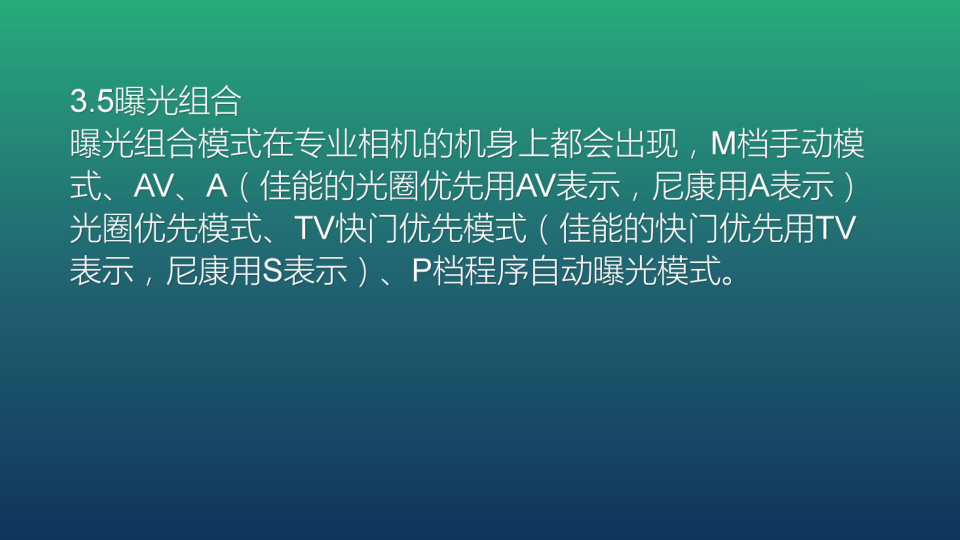 3.5曝光组合
曝光组合模式在专业相机的机身上都会出现，M档手动模
式、AV、A（佳能的光圈优先用AV表示，尼康用A表示）
光圈优先模式、TV快门优先模式（佳能的快门优先用TV
表示，尼康用S表示）、P档程序自动曝光模式。